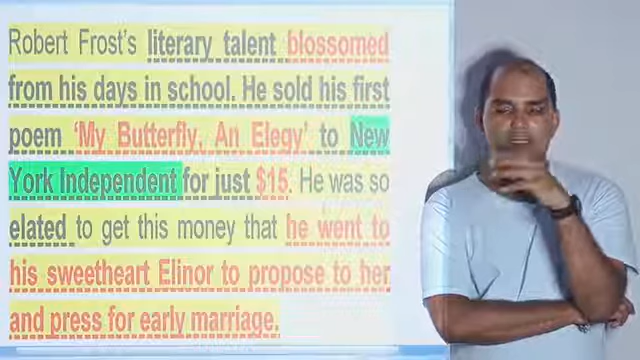 Robert Frost's literary talent blossomed
from his days in school. He sold his first
poem 'My Butterfly, An Elegy' to New
York Independent for just $15. He was so
elated to get this money that he went to
his sweetheart Elinor to propose to her
and press for early marriage.